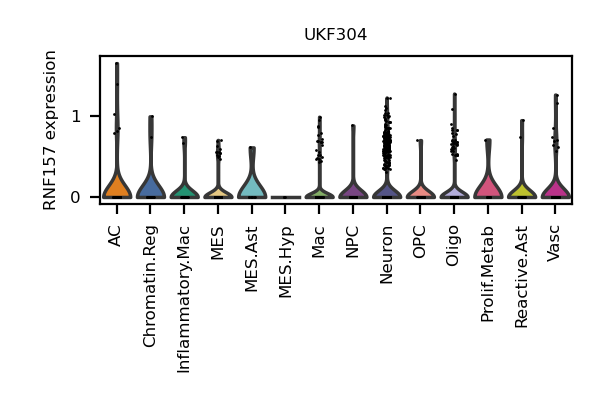 UKF304
RNF157 expression
1
0
AC
Chromatin.Reg
Inflammatory.Mac
MES
MES.Ast
MES.Hyp
Mac
NPC
Neuron
OPC
Oligo
Prolif.Metab
Reactive.Ast
Vasc